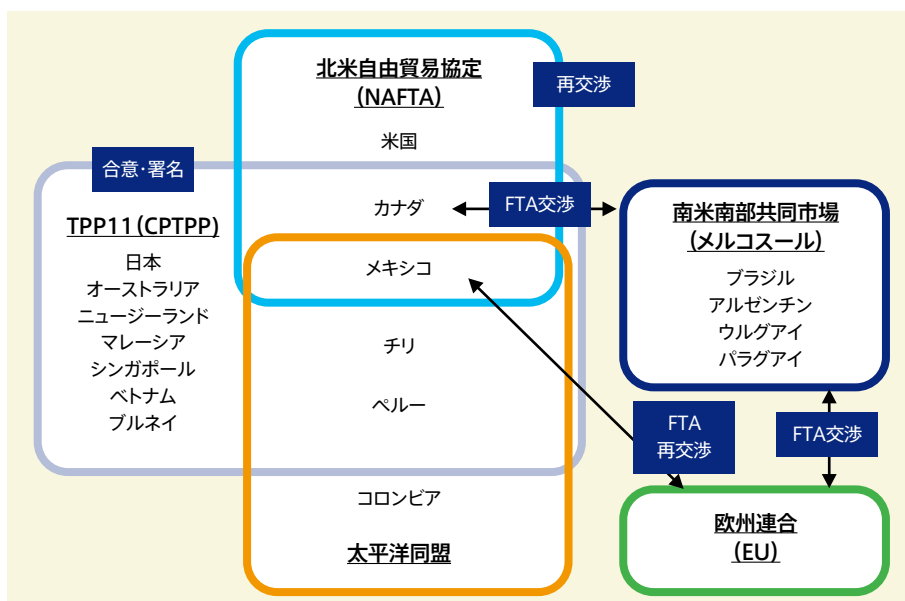 北米自由貿易協定
(NAFTA)
再交渉
米国
合意・署名
カナダ
FTA交渉
TPP11(CPTPP)
日本
オーストラリア
ニュージーランド
マレーシア
シンガポール
ベトナム
ブルネイ
メキシコ
チリ
ペルー
コロンビア
太平洋同盟
南米南部共同市場
(メルコスール)
ブラジル
アルゼンチン
ウルグアイ
パラグアイ
FTA
再交渉
FTA交渉
欧州連合
(EU)